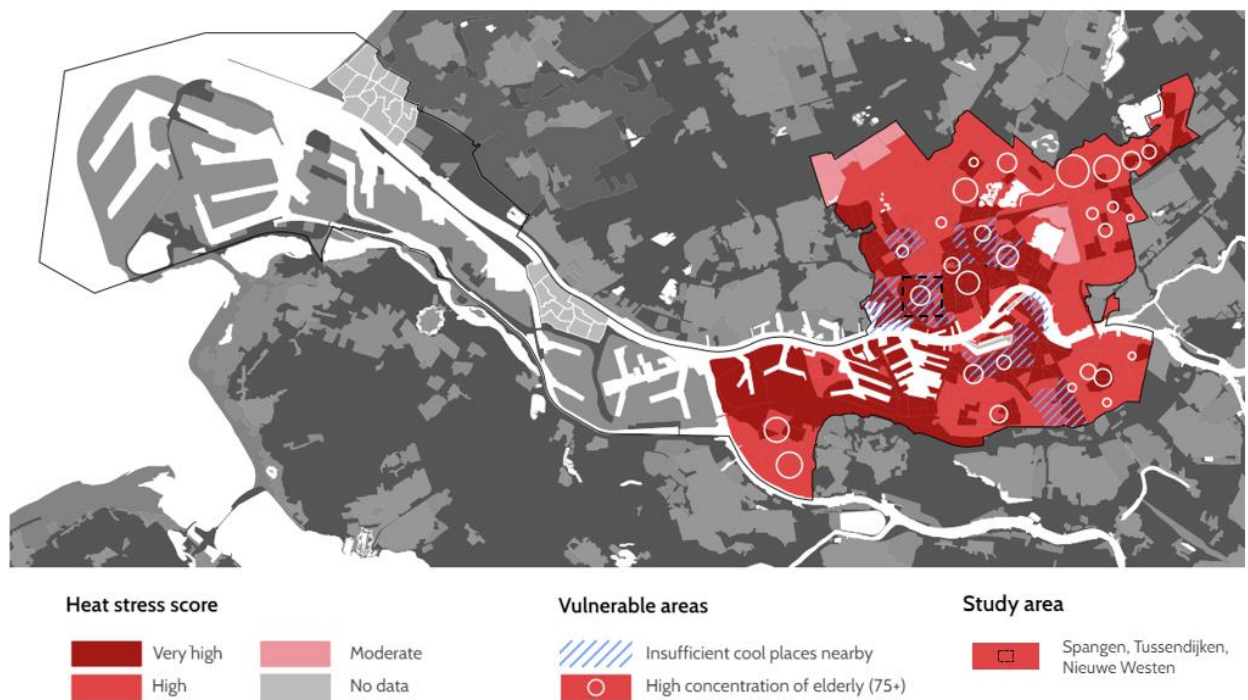 Heat stress score
Very high
High
Moderate
No data
Vulnerable areas
Insufficient cool places nearby
High concentration of elderly (75+)
Study area
Spangen, Tussendijken,
Nieuwe Westen